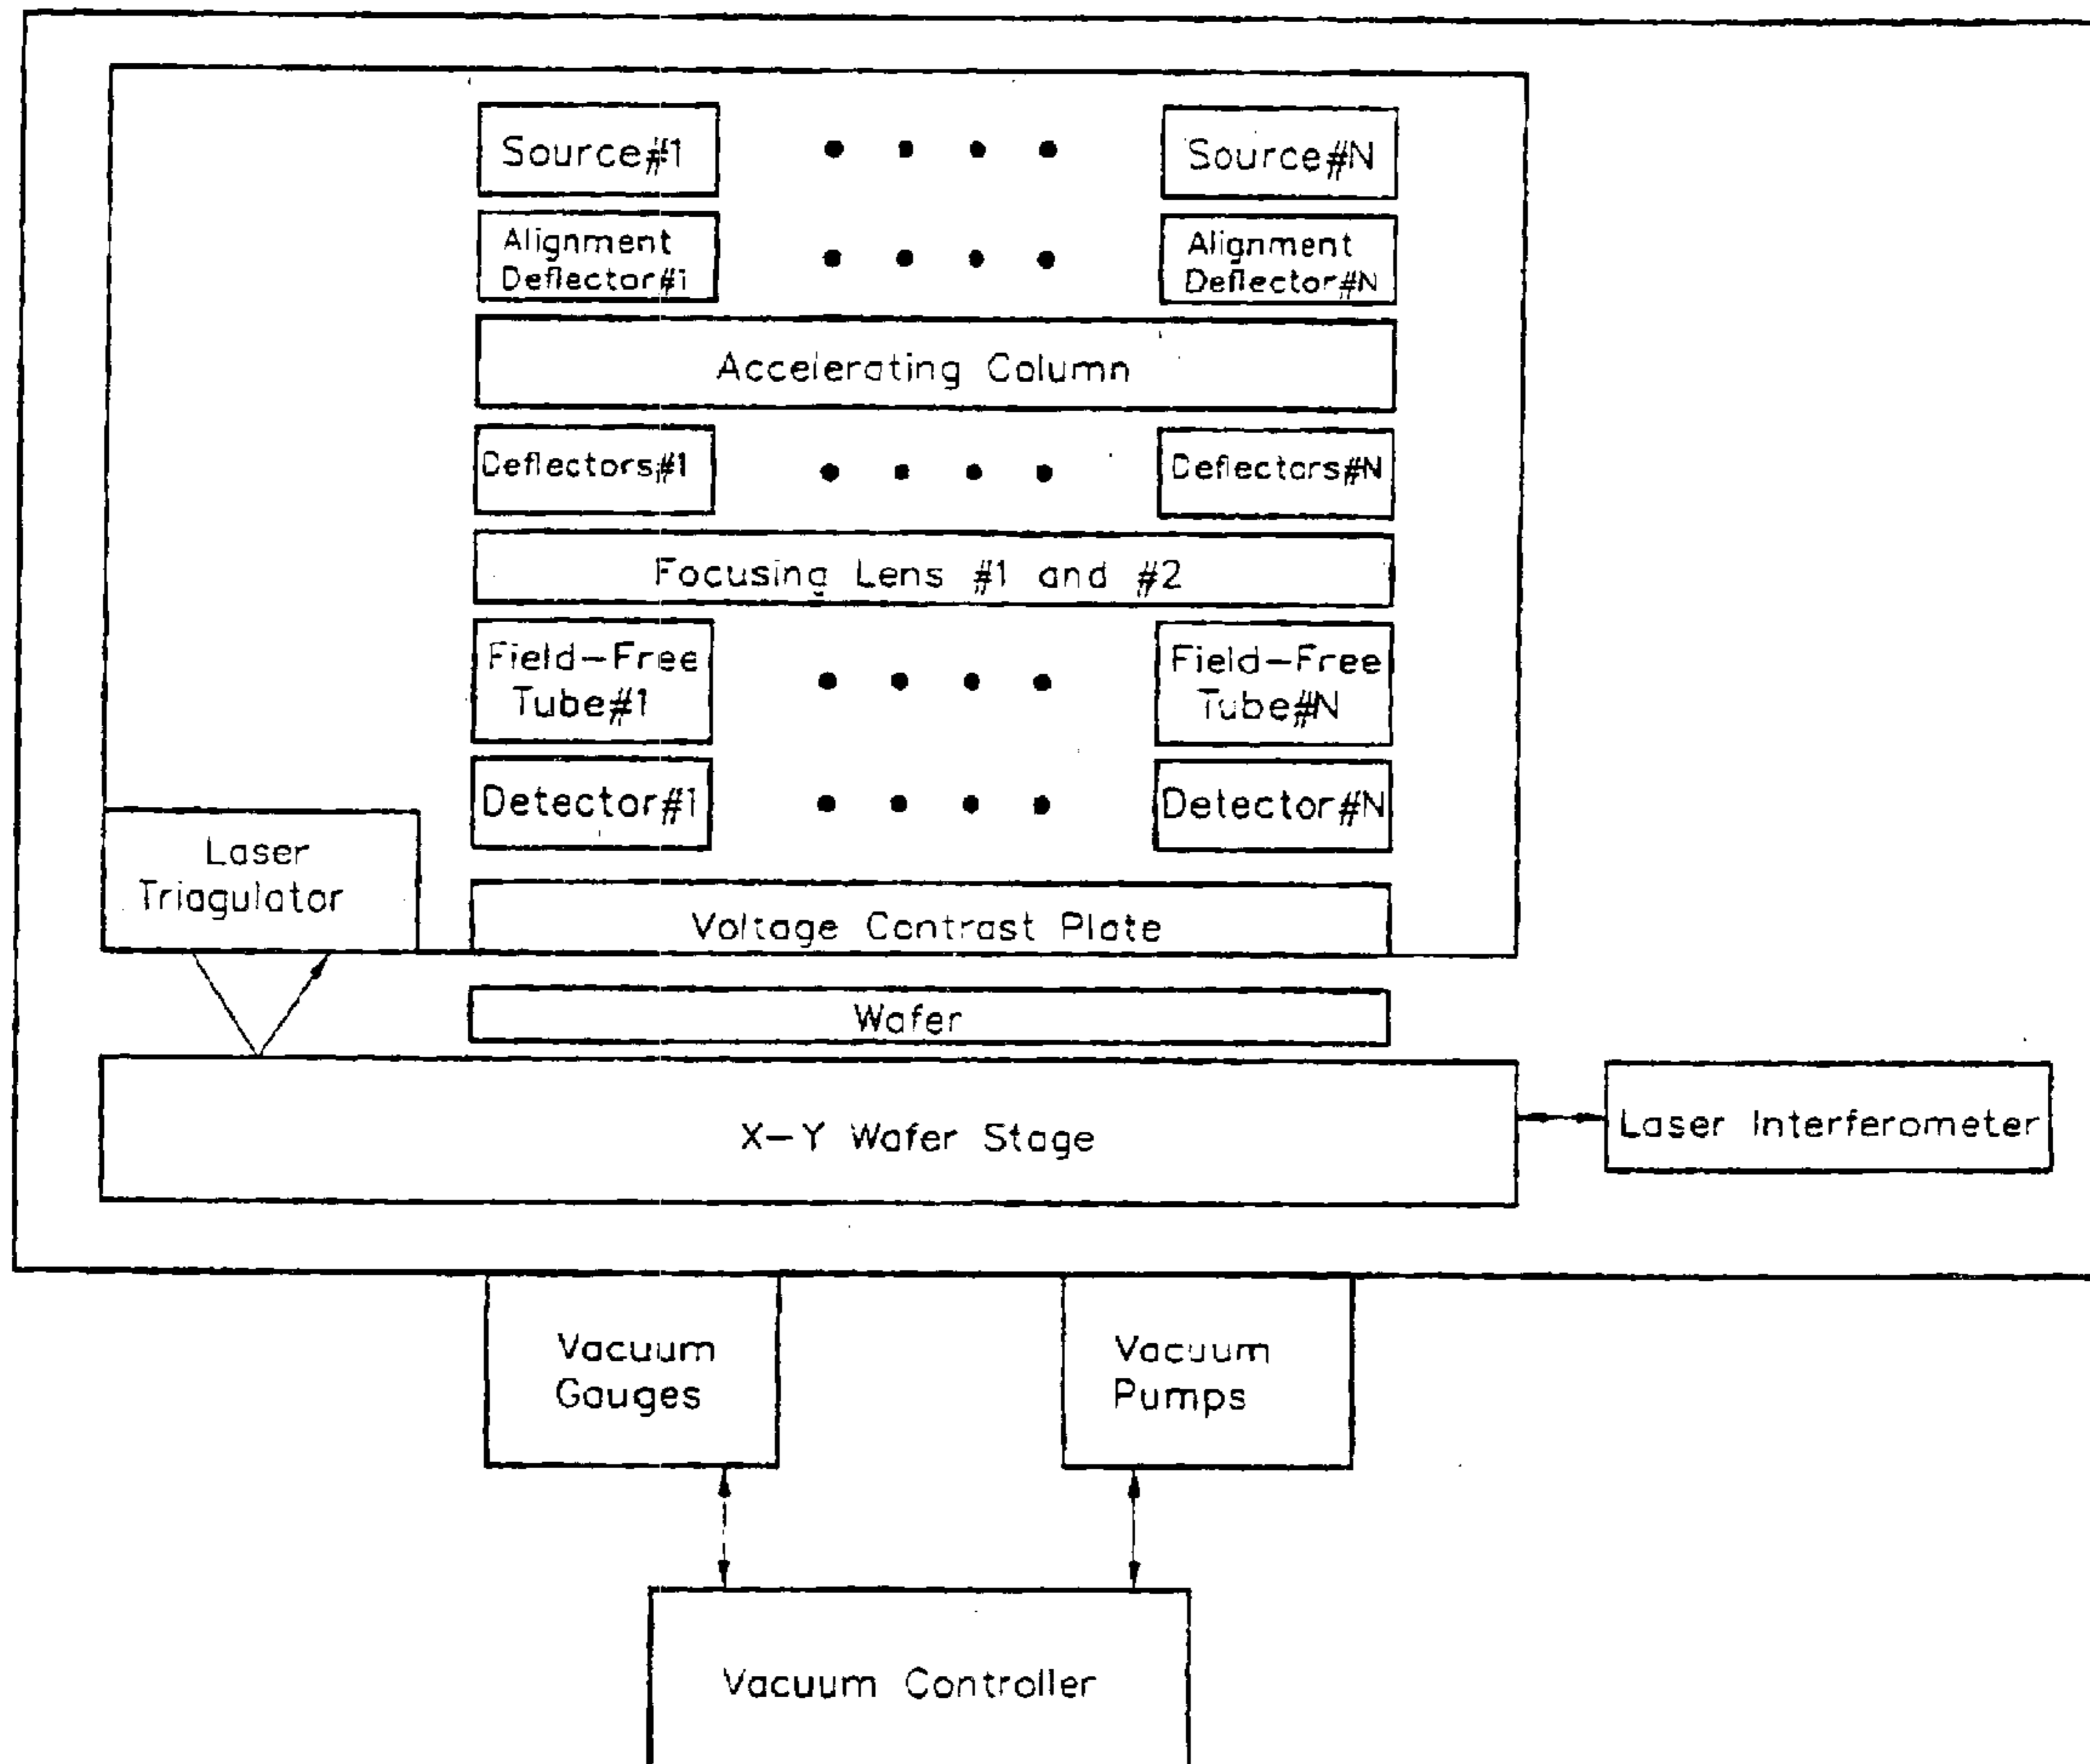 Source#1
Source#N
Alignment
Deflector#1
Alignment
Deflector#N
Accelerating Column
Deflectors#1
Deflectors#N
Focusing Lens #1 and #2
Field-Free
Tube#1
Field-Free
Tube#N
Detector#1
Detector#N
Laser
Triagulator
Voltage Contrast Plate
Wafer
X-Y Wafer Stage
Laser Interferometer
Vacuum
Gauges
Vacuum
Pumps
Vacuum Controller